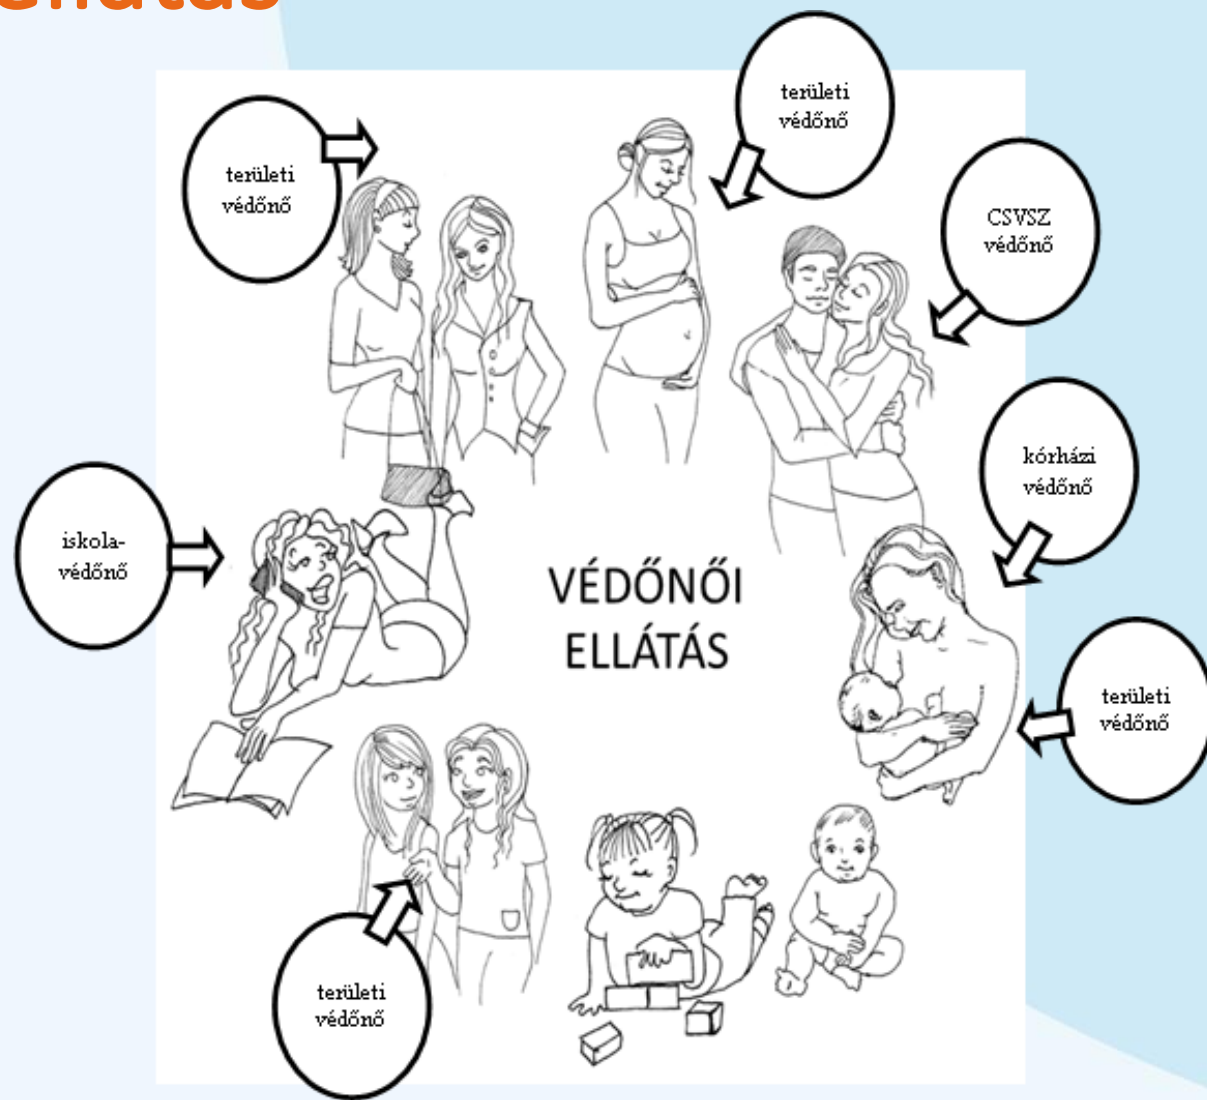 ellátás
területi
védőnő
területi
védőnő
CSVSZ
védőnő
kórházi
védőnő
iskola-
védőnő
VÉDŐNŐI
ELLÁTÁS
területi
védőnő
területi
védőnő